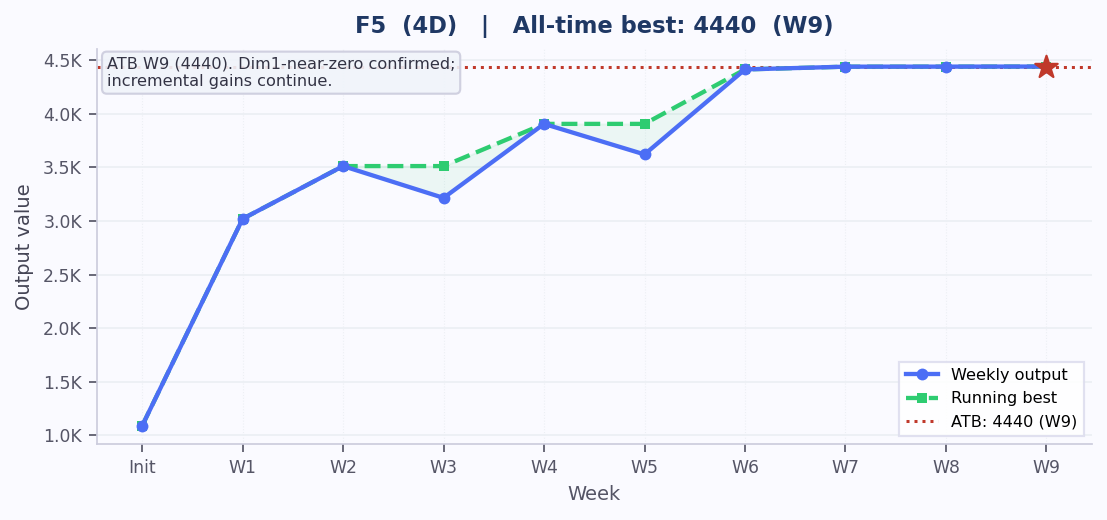 F5 (4D) | All-time best: 4440 (W9)
ATB W9 (4440). Dim1-near-zero confirmed;
incremental gains continue.
Output value
4.5K
4.0K
3.5K
3.0K
2.5K
2.0K
1.5K
1.0K
Weekly output
Running best
ATB: 4440 (W9)
Init W1 W2 W3 W4 W5 W6 W7 W8 W9
Week